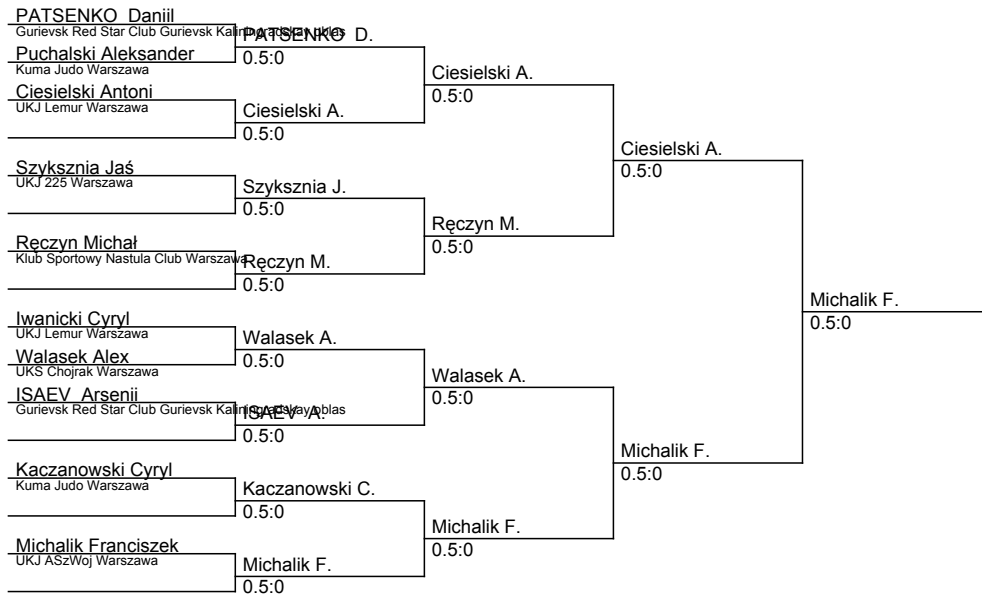 PATSENKO  Daniil
Gurievsk Red Star Club Gurievsk Kaliningradskay oblas
PATSENKO  D.
0.5:0
Puchalski Aleksander
Kuma Judo Warszawa
Ciesielski A.
0.5:0
Ciesielski Antoni
UKJ Lemur Warszawa
Ciesielski A.
0.5:0
Ciesielski A.
0.5:0
Szyksznia Jaś
UKJ 225 Warszawa
Szyksznia J.
0.5:0
Ręczyn M.
0.5:0
Ręczyn Michał
Klub Sportowy Nastula Club Warszawa
Ręczyn M.
0.5:0
Michalik F.
0.5:0
Iwanicki Cyryl
UKJ Lemur Warszawa
Walasek A.
0.5:0
Walasek Alex
UKS Chojrak Warszawa
Walasek A.
0.5:0
ISAEV  Arsenii
Gurievsk Red Star Club Gurievsk Kaliningradskay oblas
ISAEV  A.
0.5:0
Michalik F.
0.5:0
Kaczanowski Cyryl
Kuma Judo Warszawa
Kaczanowski C.
0.5:0
Michalik F.
0.5:0
Michalik Franciszek
UKJ ASzWoj Warszawa
Michalik F.
0.5:0